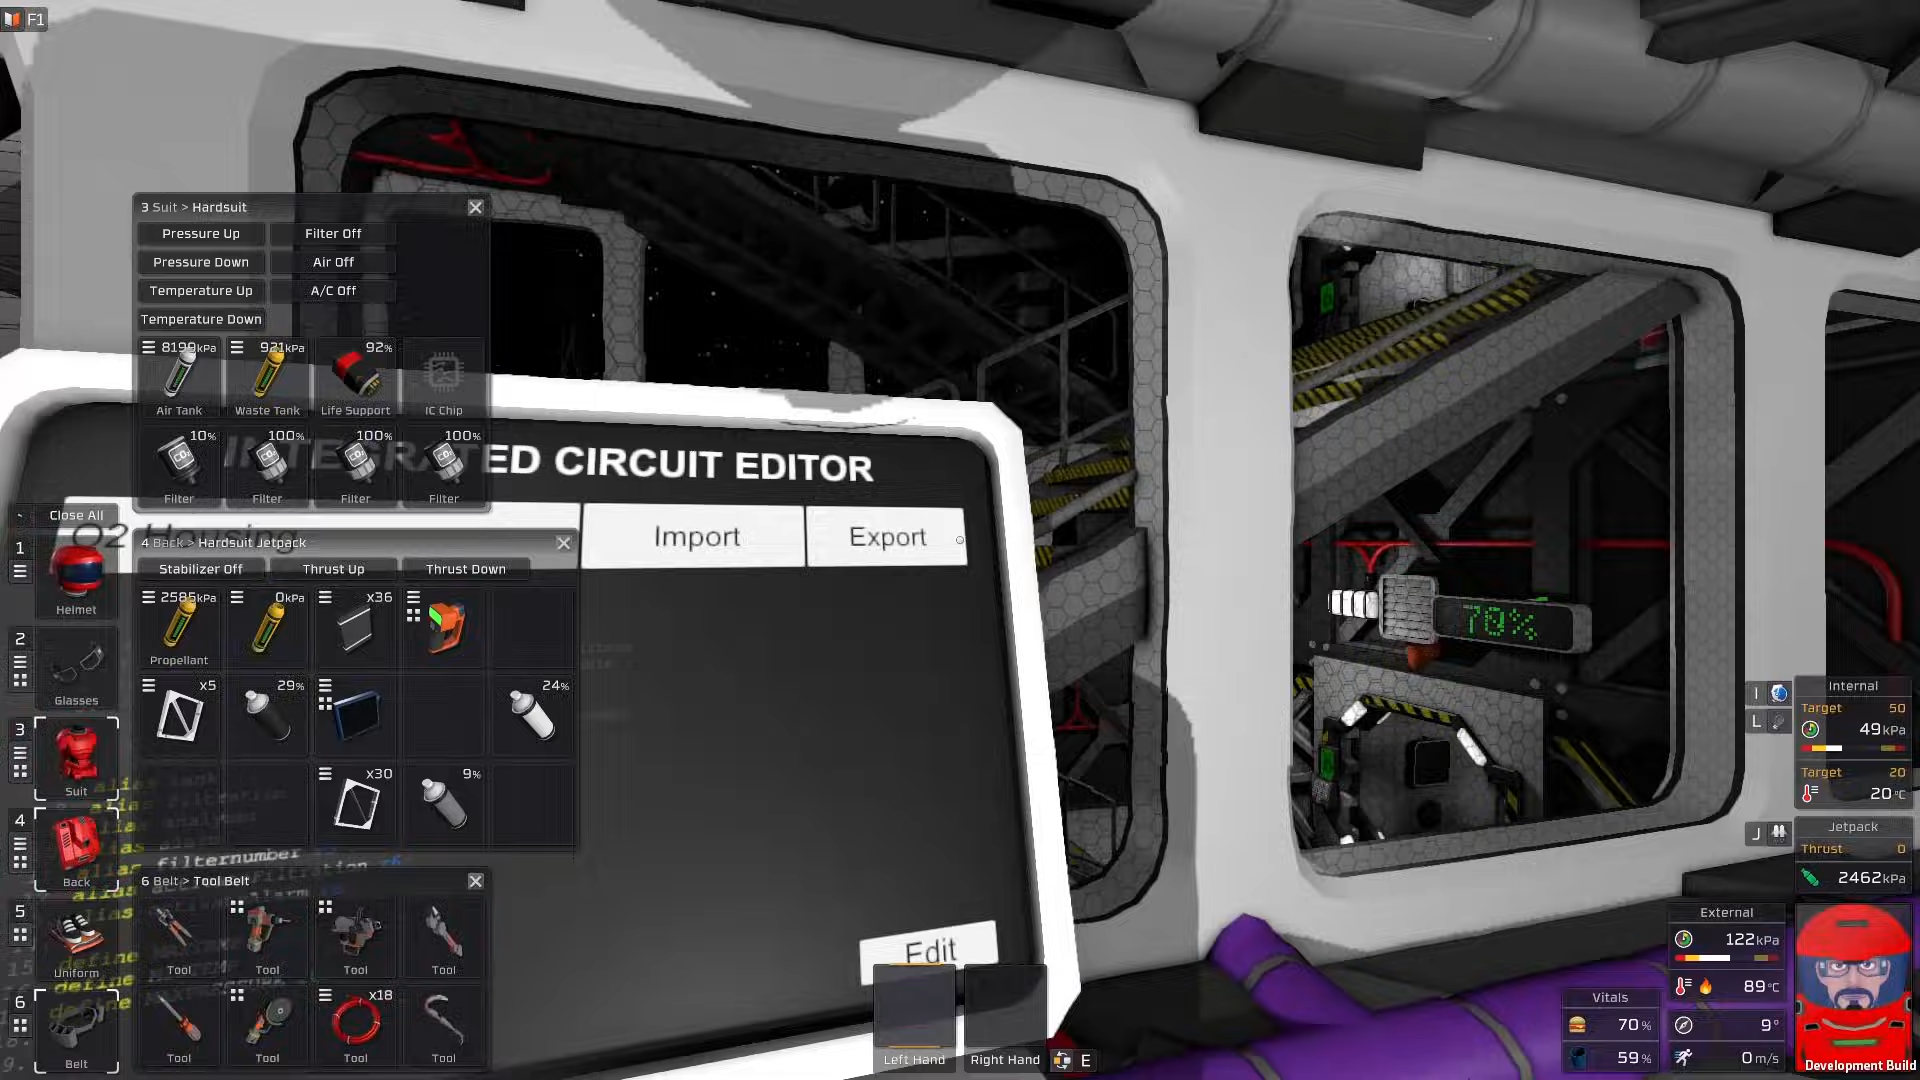 F1
3 Suit > Hardsuit
Pressure Up
Filter Off
Pressure Down
Air Off
Temperature Up
A/C Off
Temperature Down
8199kPa
921kPa
92%
Air Tank
Waste Tank
Life Support
IC Chip
10%
100%
100%
100%
Filter
Filter
Filter
Filter
INTEGRATED CIRCUIT EDITOR
Close All
O2 Housing
Import
Export
4 Back > Hardsuit Jetpack
Stabilizer Off
Thrust Up
Thrust Down
2585kPa
0kPa
x36
Propellant
x5
29%
24%
x30
9%
1
Helmet
2
Glasses
3
Suit
4
Back
5
Uniform
6
Belt
alias
filternumber
define
define
6 Belt > Tool Belt
Tool
Tool
Tool
Tool
x18
Tool
Tool
Tool
Tool
Edit
Left Hand
Right Hand
E
70%
I
L
J
Internal
Target 50
49kPa
Target 20
20°C
Jetpack
Thrust 0
2462kPa
External
122kPa
89°C
9°
0m/s
Vitals
70%
59%
Development Build